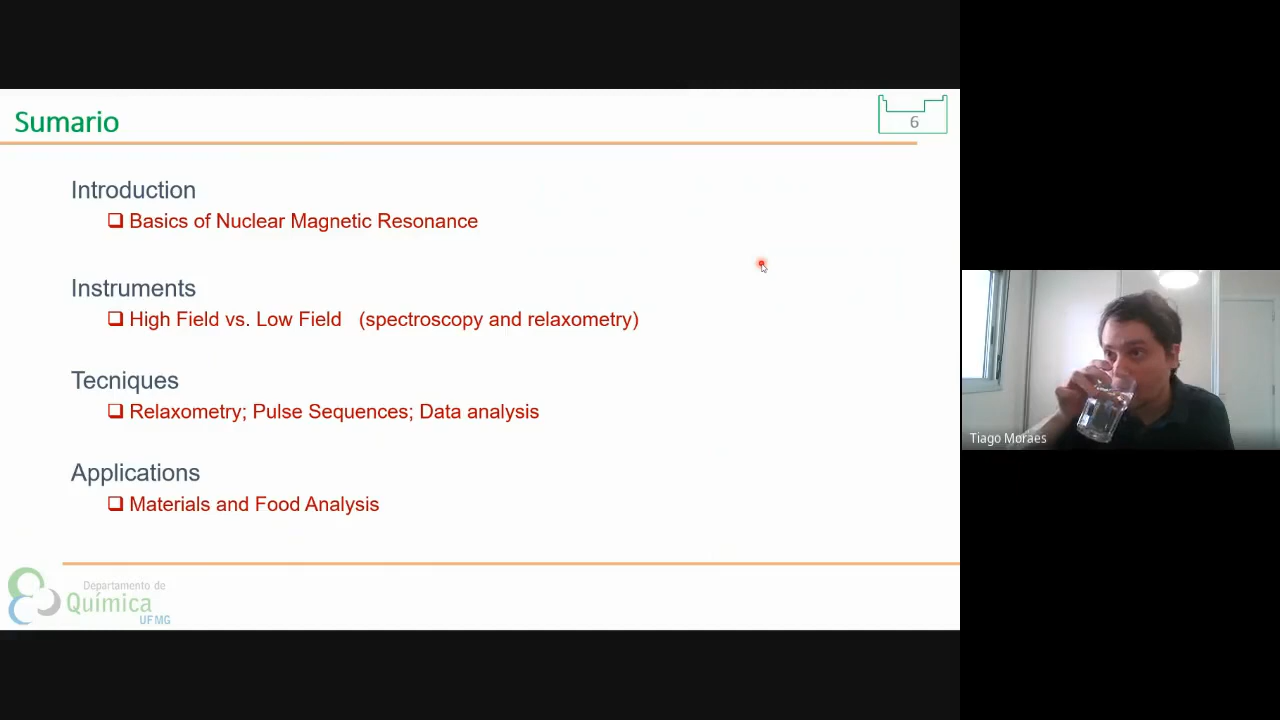 Sumario
6
Introduction
Basics of Nuclear Magnetic Resonance
Instruments
High Field vs. Low Field (spectroscopy and relaxometry)
Tecniques
Relaxometry; Pulse Sequences; Data analysis
Applications
Materials and Food Analysis
Departamento de
Química
UFMG
Tiago Moraes